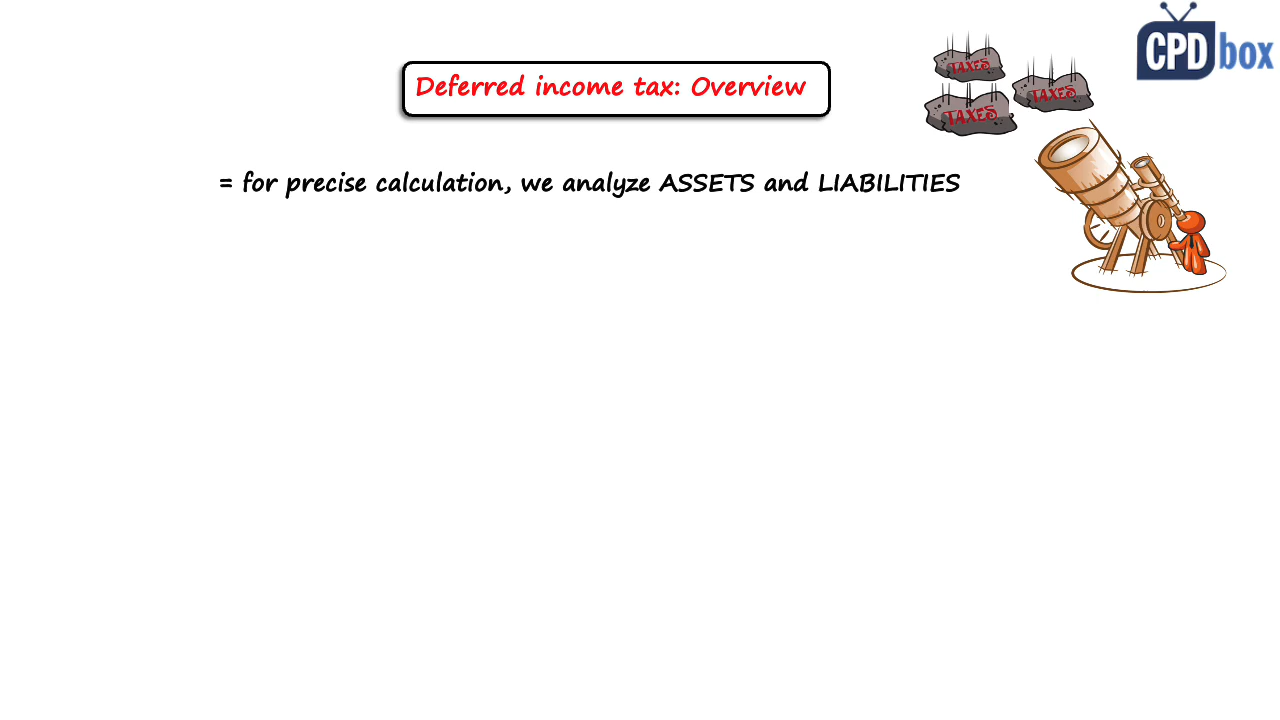 CPD box
TAXES
Deferred income tax: Overview
TAXES
TAXES
= for precise calculation, we analyze ASSETS and LIABILITIES